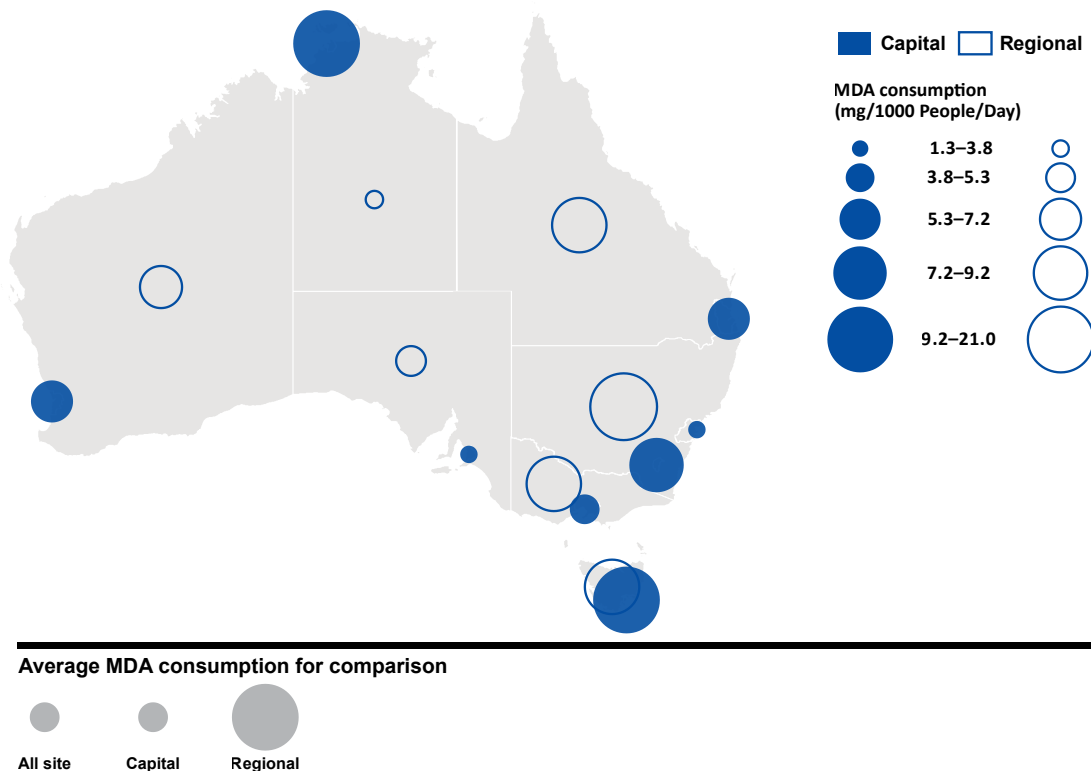 Capital
Regional
MDA consumption
(mg/1000 People/Day)
1.3–3.8
3.8–5.3
5.3–7.2
7.2–9.2
9.2–21.0
Average MDA consumption for comparison
All site
Capital
Regional